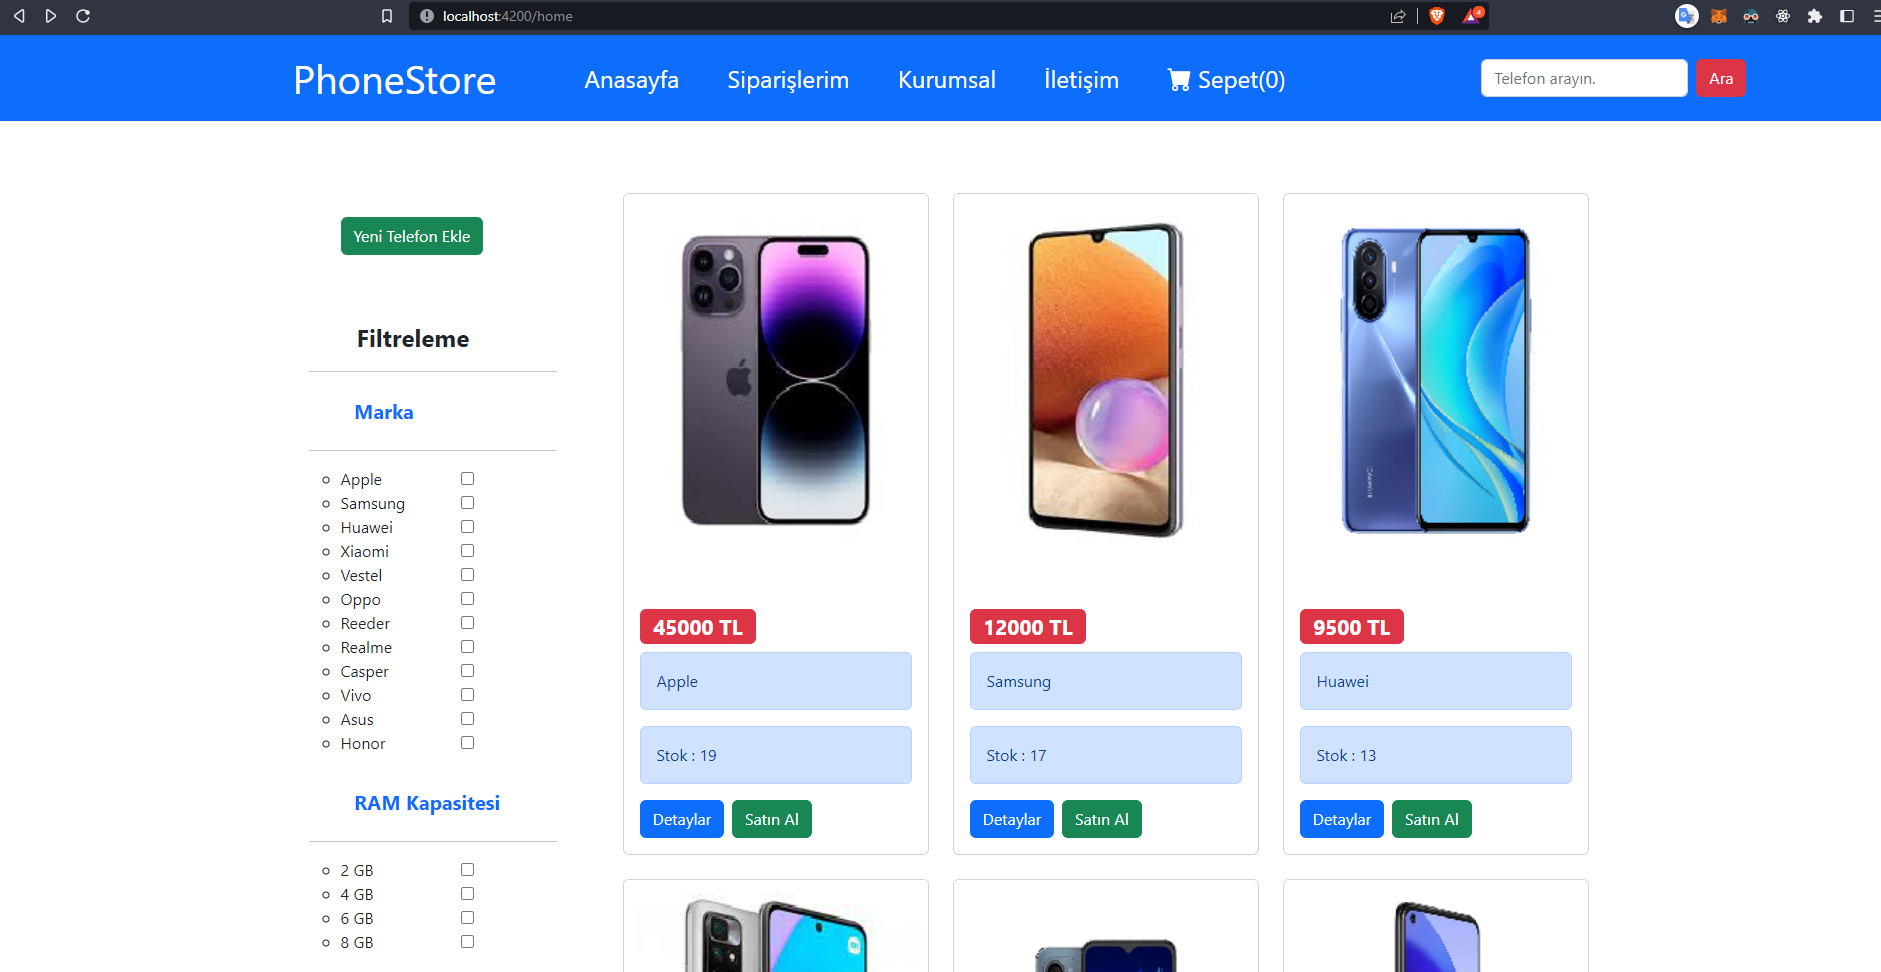 localhost:4200/home
4
PhoneStore
Anasayfa
Siparişlerim
Kurumsal
İletişim
Sepet(0)
Telefon arayın.
Ara
Yeni Telefon Ekle
Filtreleme
Marka
Apple
Samsung
Huawei
Xiaomi
Vestel
Oppo
Reeder
Realme
Casper
Vivo
Asus
Honor
RAM Kapasitesi
2 GB
4 GB
6 GB
8 GB
45000 TL
Apple
Stok : 19
Detaylar
Satın Al
12000 TL
Samsung
Stok : 17
Detaylar
Satın Al
9500 TL
Huawei
Stok : 13
Detaylar
Satın Al